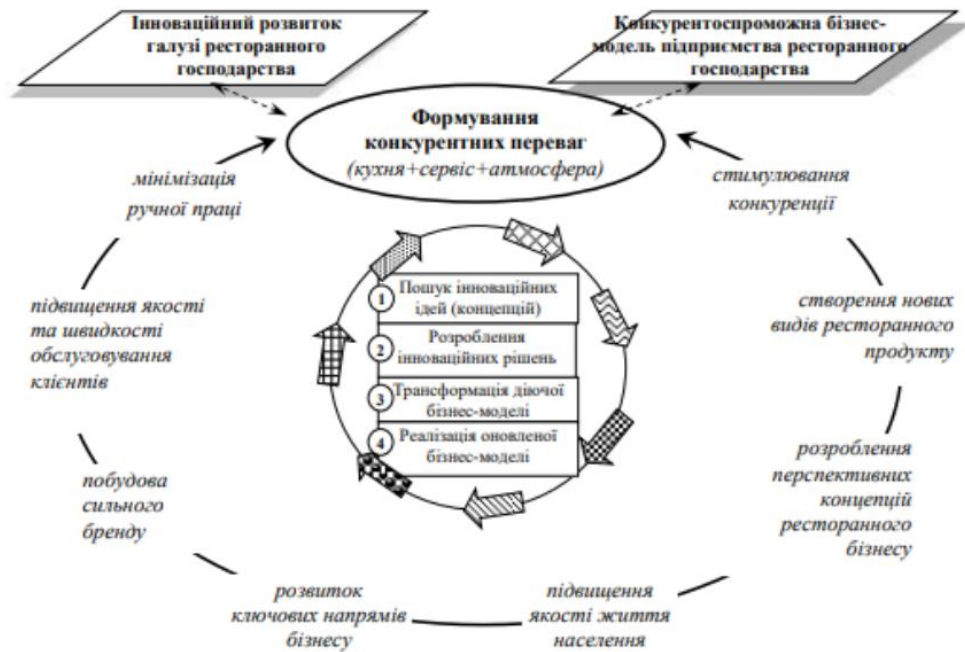 Інноваційний розвиток
галузі ресторанного
господарства
Конкурентоспроможна бізнес-
модель підприємства ресторанного
господарства
Формування
конкурентних переваг
(кухня+сервіс+атмосфера)
мінімізація
ручної праці
стимулювання
конкуренції
підвищення якості
та швидкості
обслуговування
клієнтів
1
Пошук інноваційних
ідей (концепцій)
2
Розроблення
інноваційних рішень
3
Трансформація діючої
бізнес-моделі
4
Реалізація оновленої
бізнес-моделі
створення нових
видів ресторанного
продукту
побудова
сильного
бренду
розроблення
перспективних
концепцій
ресторанного
бізнесу
розвиток
ключових напрямів
бізнесу
підвищення
якості життя
населення